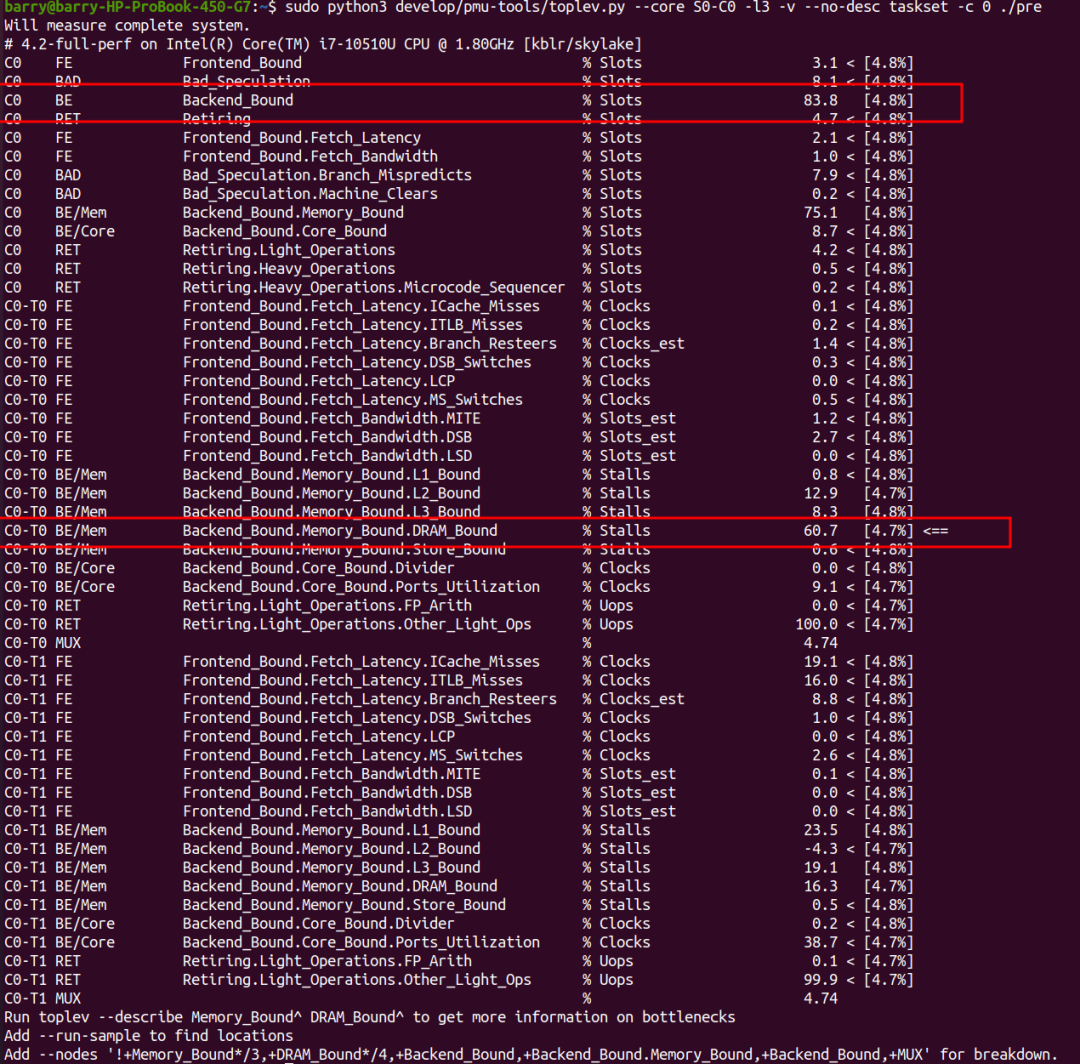 barry@barry-HP-ProBook-450-G7:~$ sudo python3 develop/pmu-tools/toplev.py --core S0-C0 -l3 -v --no-desc taskset -c 0 ./pre
Will measure complete system.
# 4.2-full-perf on Intel(R) Core(TM) i7-10510U CPU @ 1.80GHz [kblr/skylake]
C0 FE Frontend_Bound % Slots 3.1 < [4.8%]
C0 BAD Bad_Speculation % Slots 8.1 < [4.8%]
C0 BE Backend_Bound % Slots 83.8 [4.8%]
C0 RET Retiring % Slots 4.7 < [4.8%]
C0 FE Frontend_Bound.Fetch_Latency % Slots 2.1 < [4.8%]
C0 FE Frontend_Bound.Fetch_Bandwidth % Slots 1.0 < [4.8%]
C0 BAD Bad_Speculation.Branch_Mispredicts % Slots 7.9 < [4.8%]
C0 BAD Bad_Speculation.Machine_Clears % Slots 0.2 < [4.8%]
C0 BE/Mem Backend_Bound.Memory_Bound % Slots 75.1 [4.8%]
C0 BE/Core Backend_Bound.Core_Bound % Slots 8.7 < [4.8%]
C0 RET Retiring.Light_Operations % Slots 4.2 < [4.8%]
C0 RET Retiring.Heavy_Operations % Slots 0.5 < [4.8%]
C0 RET Retiring.Heavy_Operations.Microcode_Sequencer % Slots 0.2 < [4.8%]
C0-T0 FE Frontend_Bound.Fetch_Latency.ICache_Misses % Clocks 0.1 < [4.8%]
C0-T0 FE Frontend_Bound.Fetch_Latency.ITLB_Misses % Clocks 0.2 < [4.8%]
C0-T0 FE Frontend_Bound.Fetch_Latency.Branch_Resteers % Clocks_est 1.4 < [4.8%]
C0-T0 FE Frontend_Bound.Fetch_Latency.DSB_Switches % Clocks 0.3 < [4.8%]
C0-T0 FE Frontend_Bound.Fetch_Latency.LCP % Clocks 0.0 < [4.8%]
C0-T0 FE Frontend_Bound.Fetch_Latency.MS_Switches % Clocks 0.5 < [4.8%]
C0-T0 FE Frontend_Bound.Fetch_Bandwidth.MITE % Slots_est 1.2 < [4.8%]
C0-T0 FE Frontend_Bound.Fetch_Bandwidth.DSB % Slots_est 2.7 < [4.8%]
C0-T0 FE Frontend_Bound.Fetch_Bandwidth.LSD % Slots_est 0.0 < [4.8%]
C0-T0 BE/Mem Backend_Bound.Memory_Bound.L1_Bound % Stalls 0.8 < [4.8%]
C0-T0 BE/Mem Backend_Bound.Memory_Bound.L2_Bound % Stalls 12.9 [4.7%]
C0-T0 BE/Mem Backend_Bound.Memory_Bound.L3_Bound % Stalls 8.3 [4.8%]
C0-T0 BE/Mem Backend_Bound.Memory_Bound.DRAM_Bound % Stalls 60.7 [4.7%] <==
C0-T0 BE/Mem Backend_Bound.Memory_Bound.Store_Bound % Stalls 0.6 < [4.8%]
C0-T0 BE/Core Backend_Bound.Core_Bound.Divider % Clocks 0.0 < [4.8%]
C0-T0 BE/Core Backend_Bound.Core_Bound.Ports_Utilization % Clocks 9.1 < [4.7%]
C0-T0 RET Retiring.Light_Operations.FP_Arith % Uops 0.0 < [4.7%]
C0-T0 RET Retiring.Light_Operations.Other_Light_Ops % Uops 100.0 < [4.7%]
C0-T0 MUX % 4.74
C0-T1 FE Frontend_Bound.Fetch_Latency.ICache_Misses % Clocks 19.1 < [4.8%]
C0-T1 FE Frontend_Bound.Fetch_Latency.ITLB_Misses % Clocks 16.0 < [4.8%]
C0-T1 FE Frontend_Bound.Fetch_Latency.Branch_Resteers % Clocks_est 8.8 < [4.8%]
C0-T1 FE Frontend_Bound.Fetch_Latency.DSB_Switches % Clocks 1.0 < [4.8%]
C0-T1 FE Frontend_Bound.Fetch_Latency.LCP % Clocks 0.0 < [4.8%]
C0-T1 FE Frontend_Bound.Fetch_Latency.MS_Switches % Clocks 2.6 < [4.8%]
C0-T1 FE Frontend_Bound.Fetch_Bandwidth.MITE % Slots_est 0.1 < [4.8%]
C0-T1 FE Frontend_Bound.Fetch_Bandwidth.DSB % Slots_est 0.0 < [4.8%]
C0-T1 FE Frontend_Bound.Fetch_Bandwidth.LSD % Slots_est 0.0 < [4.8%]
C0-T1 BE/Mem Backend_Bound.Memory_Bound.L1_Bound % Stalls 23.5 [4.8%]
C0-T1 BE/Mem Backend_Bound.Memory_Bound.L2_Bound % Stalls -4.3 < [4.7%]
C0-T1 BE/Mem Backend_Bound.Memory_Bound.L3_Bound % Stalls 19.1 [4.8%]
C0-T1 BE/Mem Backend_Bound.Memory_Bound.DRAM_Bound % Stalls 16.3 [4.7%]
C0-T1 BE/Mem Backend_Bound.Memory_Bound.Store_Bound % Stalls 0.5 < [4.8%]
C0-T1 BE/Core Backend_Bound.Core_Bound.Divider % Clocks 0.2 < [4.8%]
C0-T1 BE/Core Backend_Bound.Core_Bound.Ports_Utilization % Clocks 38.7 < [4.7%]
C0-T1 RET Retiring.Light_Operations.FP_Arith % Uops 0.1 < [4.7%]
C0-T1 RET Retiring.Light_Operations.Other_Light_Ops % Uops 99.9 < [4.7%]
C0-T1 MUX % 4.74
Run toplev --describe Memory_Bound^ DRAM_Bound^ to get more information on bottlenecks
Add --run-sample to find locations
Add --nodes '!+Memory_Bound*/3,+DRAM_Bound*/4,+Backend_Bound,+Backend_Bound.Memory_Bound,+Backend_Bound,+MUX' for breakdown.